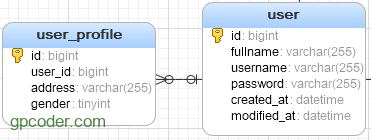 user_profile
id: bigint
user_id: bigint
address: varchar(255)
gender: tinyint
gpcoder.com
user
id: bigint
fullname: varchar(255)
username: varchar(255)
password: varchar(255)
created_at: datetime
modified_at: datetime